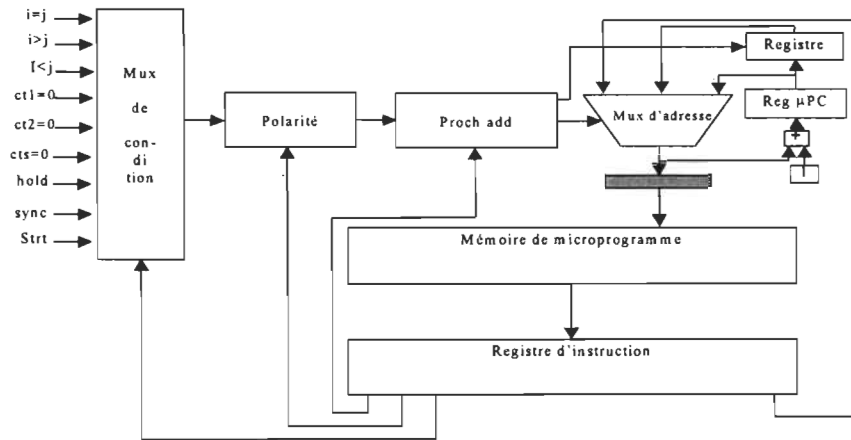 i=j
i>j
I<j
ct1=0
ct2=0
cts=0
hold
sync
Strt
Mux
de
con-
di
tion
Polarité
Proch add
Mux d'adresse
Registre
Reg µPC
+
1
Mémoire de microprogramme
Registre d'instruction